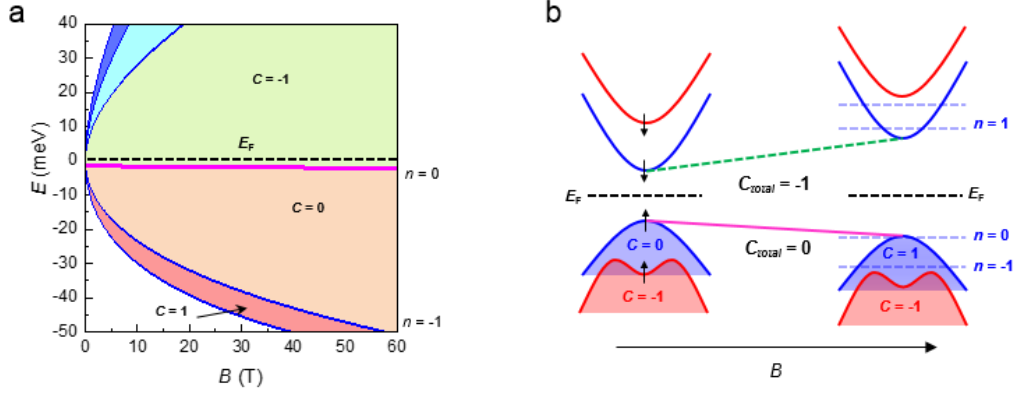 a
40
30
20
10
0
-10
-20
-30
-40
-50
E (meV)
C = -1
E_F
n = 0
C = 0
C = 1
n = -1
0
10
20
30
40
50
60
B (T)
b
n = 1
C_total = -1
E_F
E_F
C_total = 0
n = 0
C = 0
C = 1
n = -1
C = -1
C = -1
B